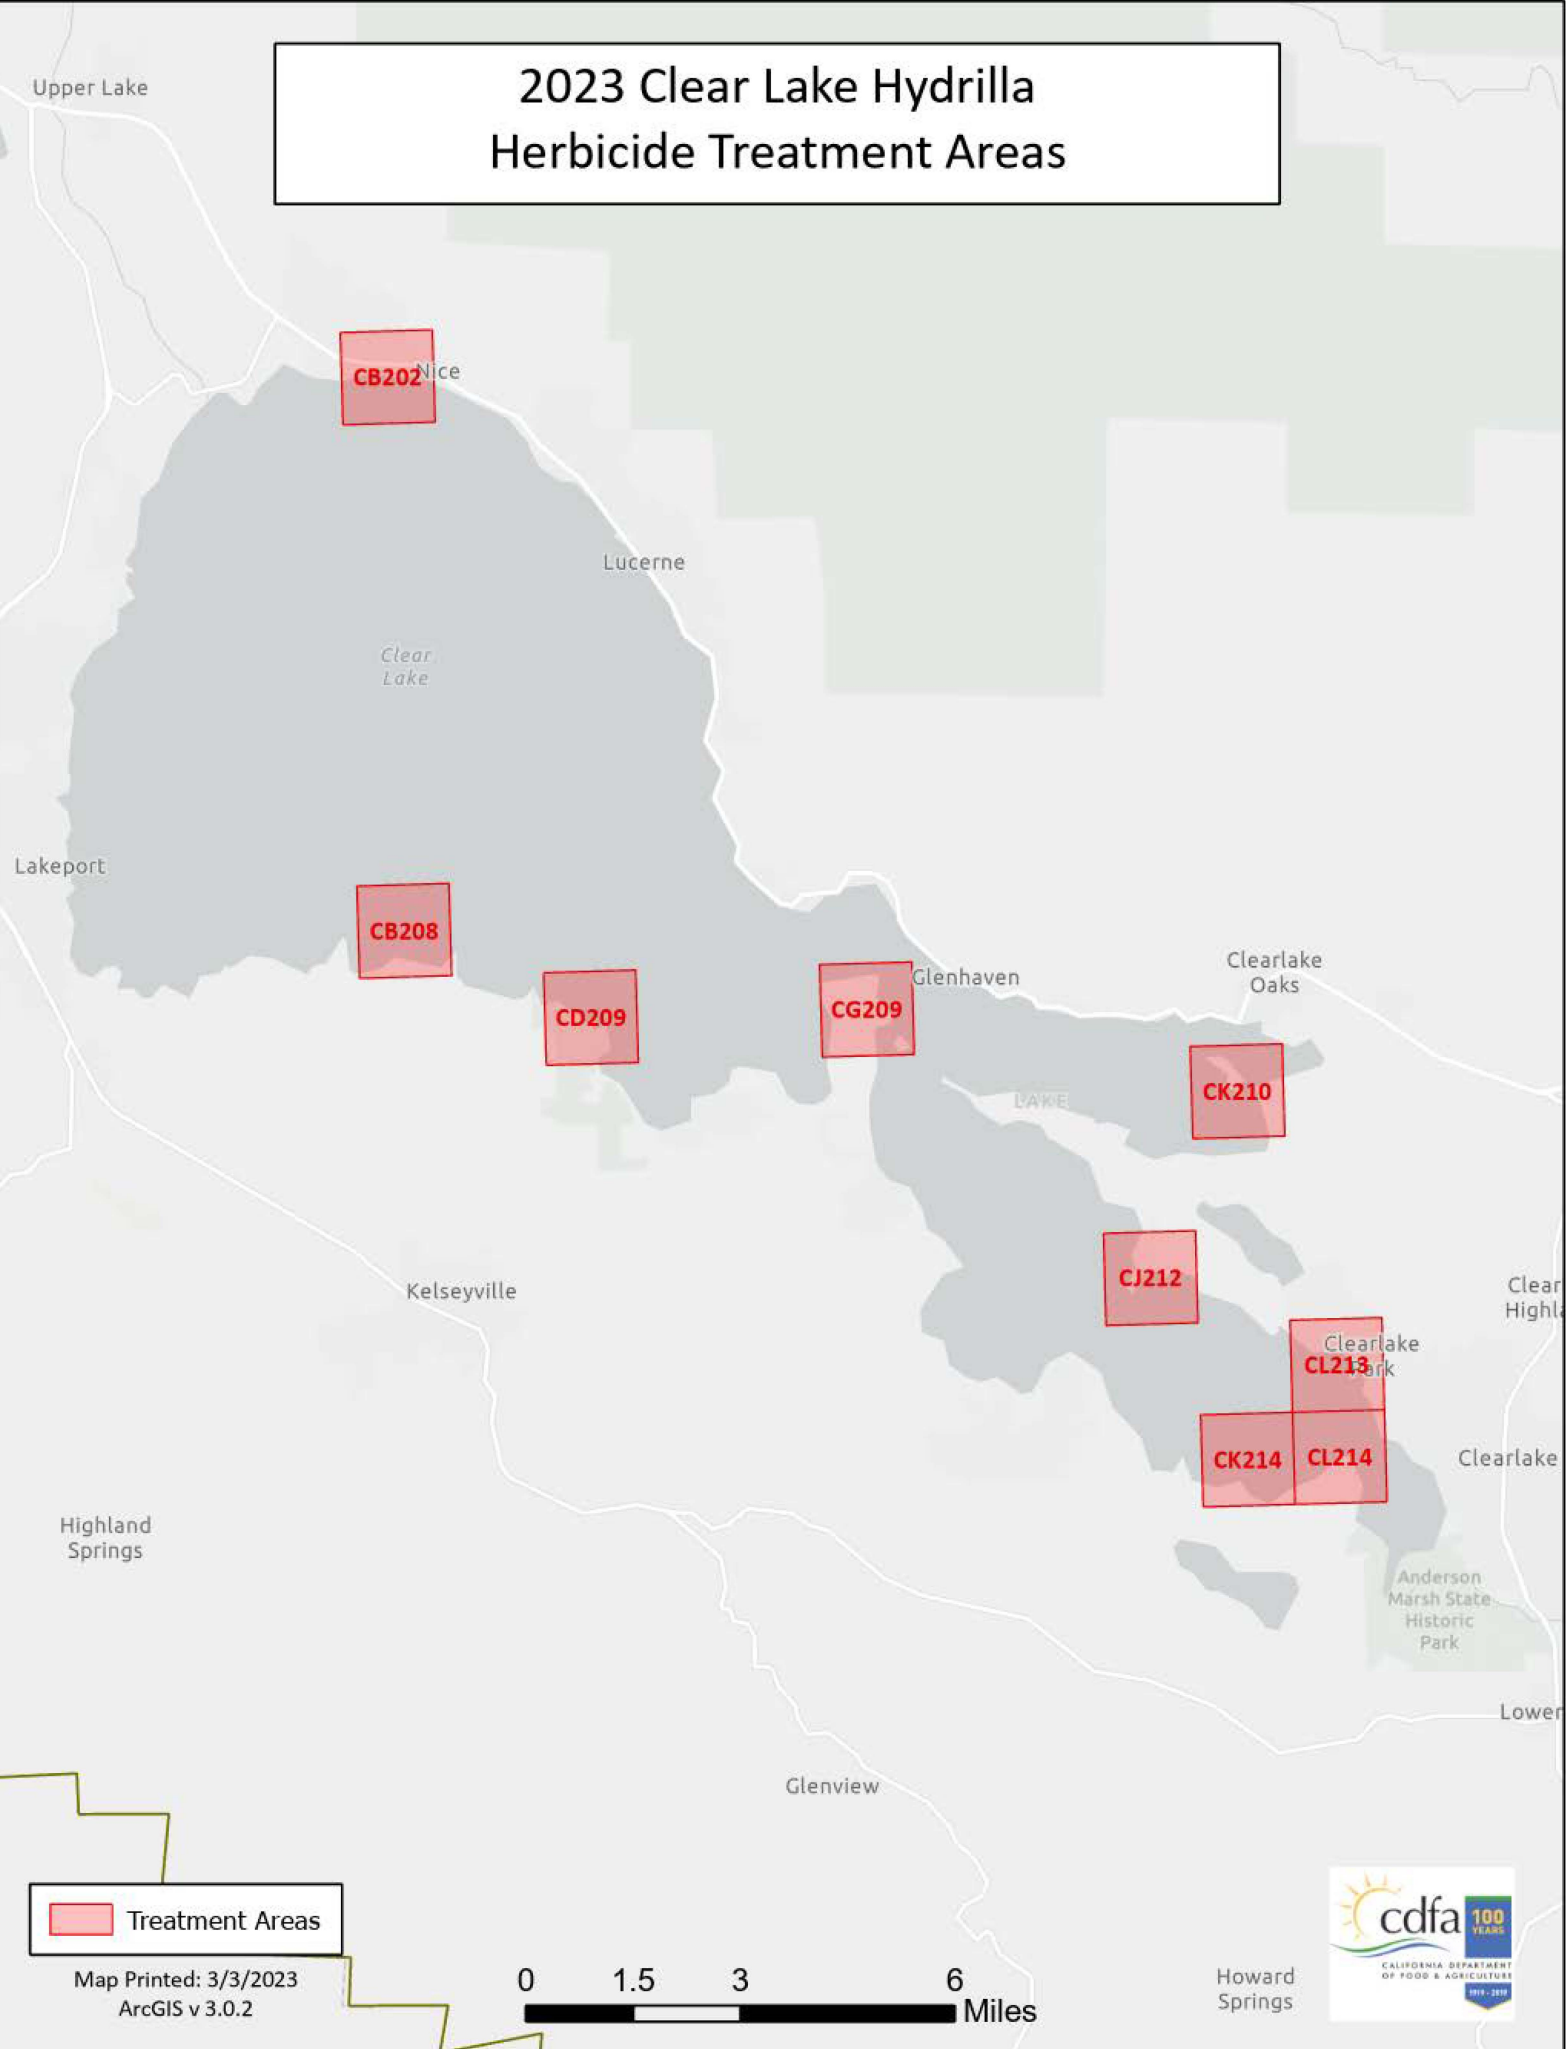 2023 Clear Lake Hydrilla
Herbicide Treatment Areas
Upper Lake
CB202
Nice
Lucerne
Clear
Lake
Lakeport
CB208
CD209
CG209
Glenhaven
Clearlake
Oaks
CK210
LAKE
CJ212
Kelseyville
Clear
Highl
Clearlake
Park
CL213
CK214
CL214
Clearlake
Highland
Springs
Anderson
Marsh State
Historic
Park
Lower
Glenview
Treatment Areas
Map Printed: 3/3/2023
ArcGIS v 3.0.2
0 1.5 3 6
Miles
Howard
Springs
cdfa
100
YEARS
CALIFORNIA DEPARTMENT
OF FOOD & AGRICULTURE
1919 - 2019